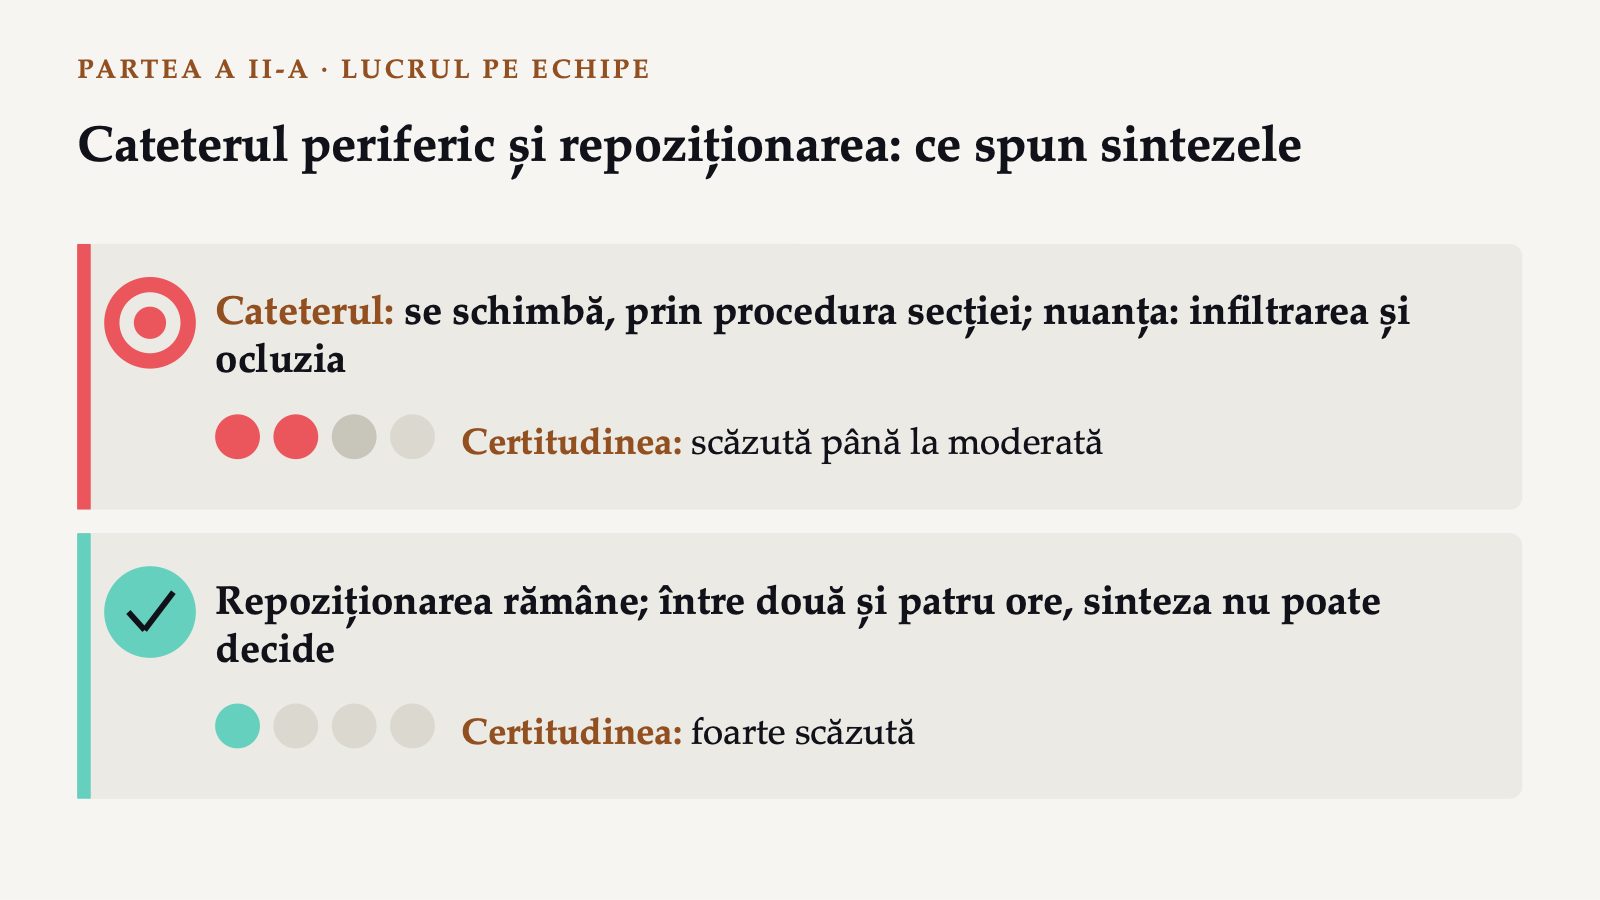 PARTEA A II-A · LUCRUL PE ECHIPE
Cateterul periferic și repoziționarea: ce spun sintezele
Cateterul: se schimbă, prin procedura secției; nuanța: infiltrarea și
ocluzia
Certitudinea: scăzută până la moderată
Repoziționarea rămâne; între două și patru ore, sinteza nu poate
decide
Certitudinea: foarte scăzută